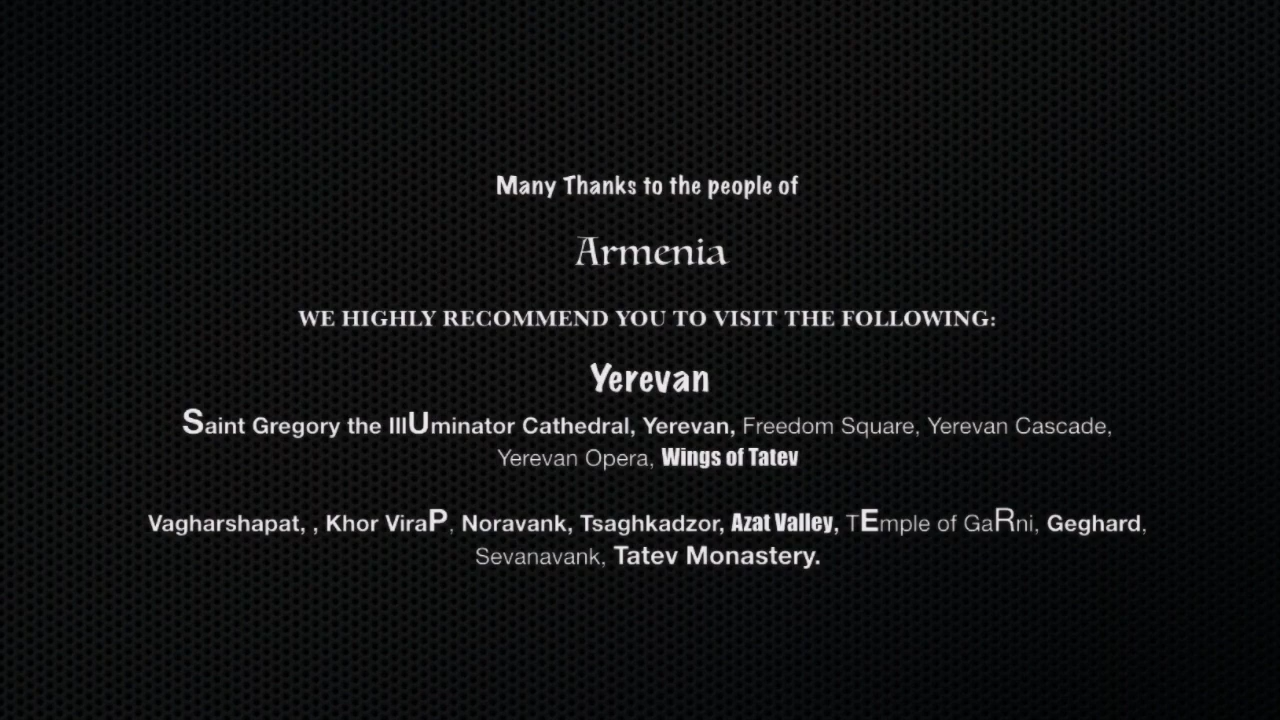 Many Thanks to the people of
Armenia
WE HIGHLY RECOMMEND YOU TO VISIT THE FOLLOWING:
Yerevan
Saint Gregory the IllUminator Cathedral, Yerevan, Freedom Square, Yerevan Cascade,
Yerevan Opera, Wings of Tatev
Vagharshapat, , Khor ViraP, Noravank, Tsaghkadzor, Azat Valley, TEmple of GaRni, Geghard,
Sevanavank, Tatev Monastery.